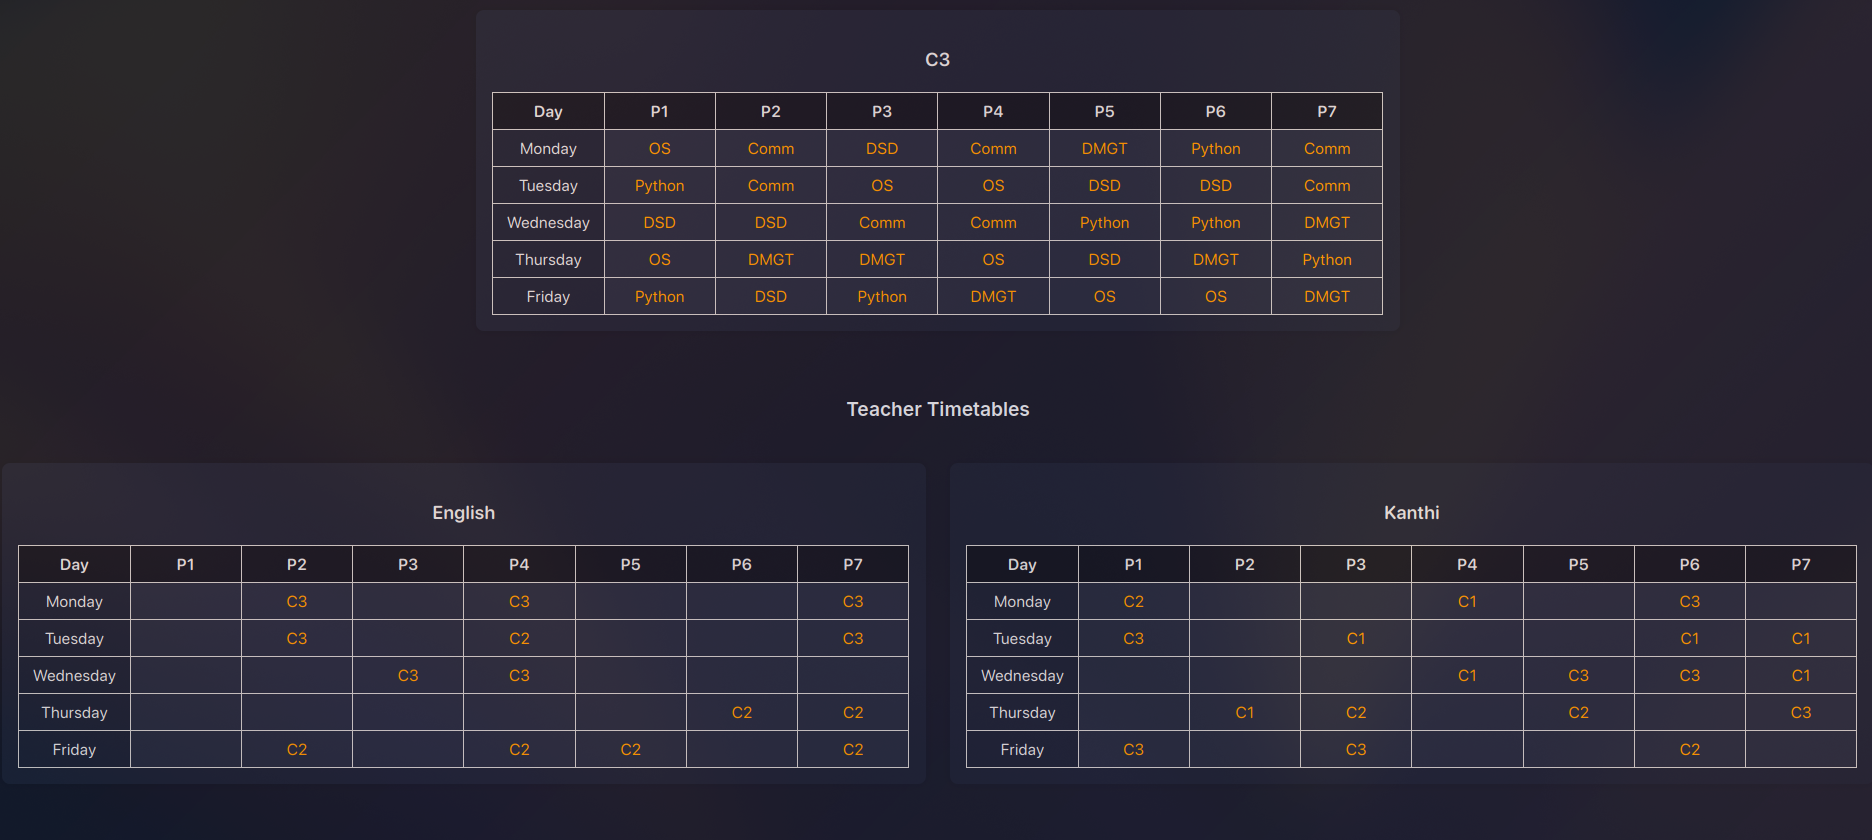 C3
Day P1 P2 P3 P4 P5 P6 P7
Monday OS Comm DSD Comm DMGT Python Comm
Tuesday Python Comm OS OS DSD DSD Comm
Wednesday DSD DSD Comm Comm Python Python DMGT
Thursday OS DMGT DMGT OS DSD DMGT Python
Friday Python DSD Python DMGT OS OS DMGT
Teacher Timetables
English
Day P1 P2 P3 P4 P5 P6 P7
Monday C3 C3 C3
Tuesday C3 C2 C3
Wednesday C3 C3
Thursday C2 C2
Friday C2 C2 C2 C2
Kanthi
Day P1 P2 P3 P4 P5 P6 P7
Monday C2 C1 C3
Tuesday C3 C1 C1 C1
Wednesday C1 C3 C3 C1
Thursday C1 C2 C2 C3
Friday C3 C3 C2